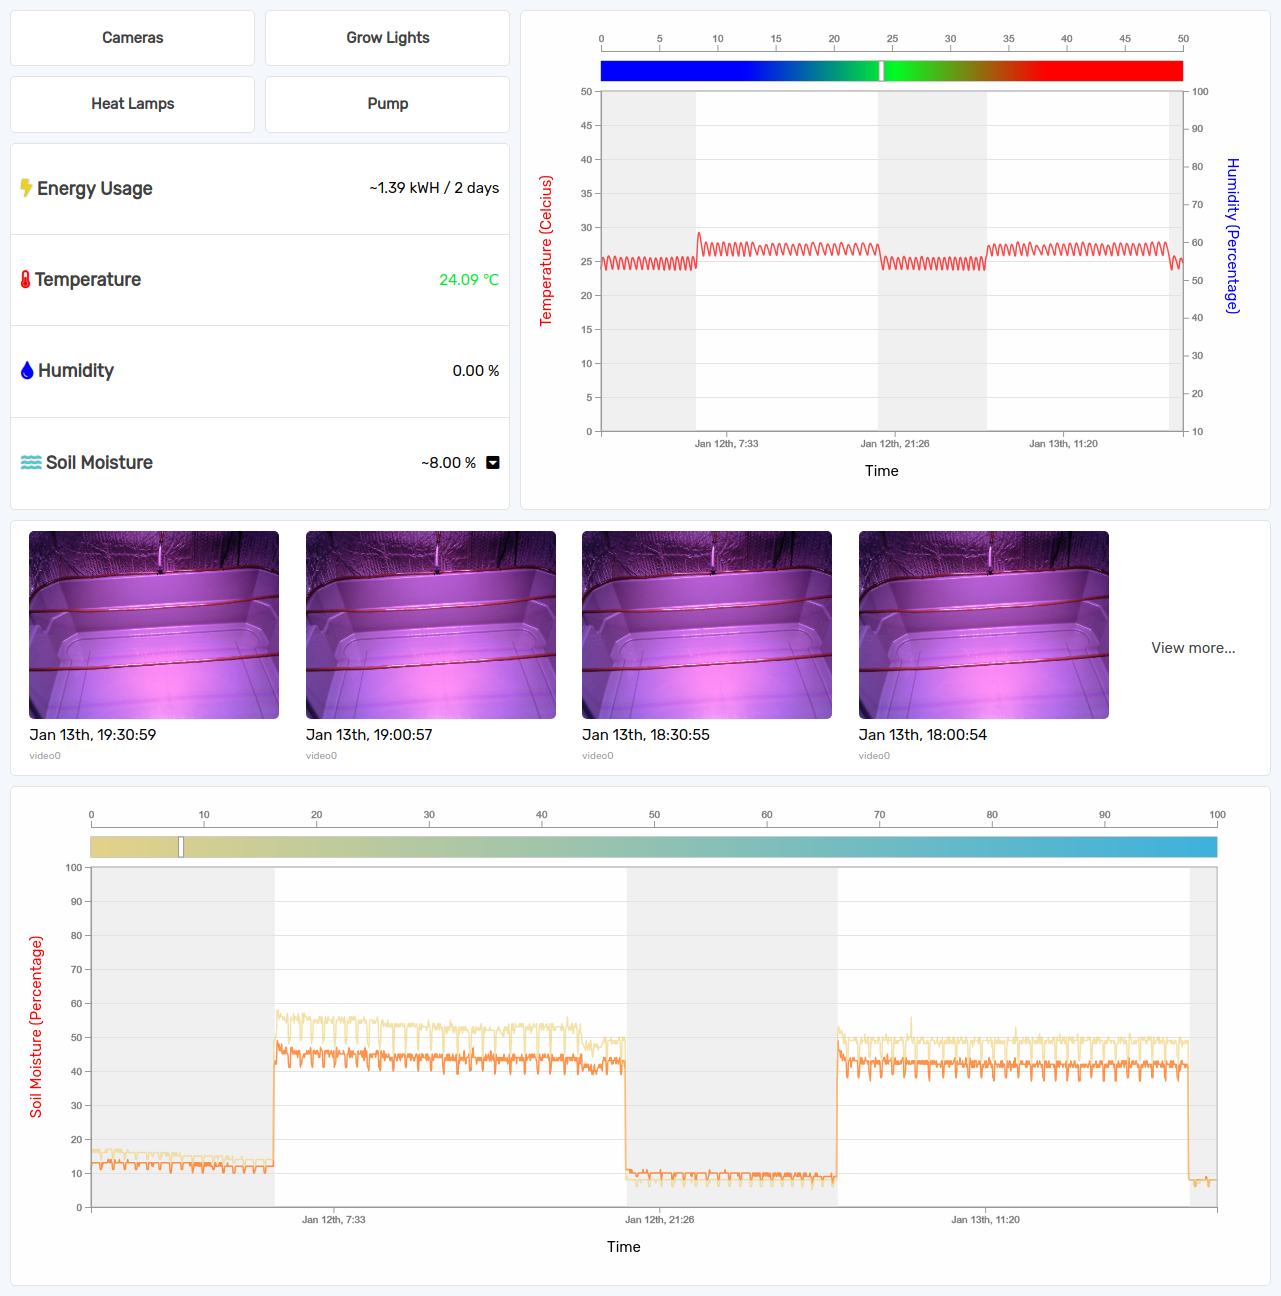 Cameras
Grow Lights
Heat Lamps
Pump
Energy Usage
~1.39 kWH / 2 days
Temperature
24.09 °C
Humidity
0.00 %
Soil Moisture
~8.00 %
0 5 10 15 20 25 30 35 40 45 50
Temperature (Celcius)
50
45
40
35
30
25
20
15
10
5
0
100
90
80
70
60
50
40
30
20
10
Humidity (Percentage)
Jan 12th, 7:33
Jan 12th, 21:26
Jan 13th, 11:20
Time
Jan 13th, 19:30:59
video0
Jan 13th, 19:00:57
video0
Jan 13th, 18:30:55
video0
Jan 13th, 18:00:54
video0
View more...
0 10 20 30 40 50 60 70 80 90 100
Soil Moisture (Percentage)
100
90
80
70
60
50
40
30
20
10
0
Jan 12th, 7:33
Jan 12th, 21:26
Jan 13th, 11:20
Time